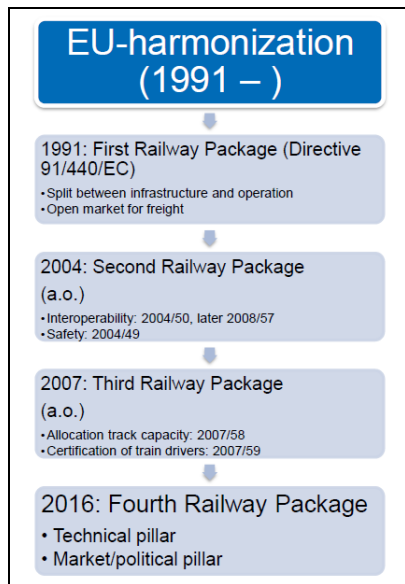 EU-harmonization
(1991 – )
1991: First Railway Package (Directive
91/440/EC)
•Split between infrastructure and operation
•Open market for freight
2004: Second Railway Package
(a.o.)
•Interoperability: 2004/50, later 2008/57
•Safety: 2004/49
2007: Third Railway Package
(a.o.)
•Allocation track capacity: 2007/58
•Certification of train drivers: 2007/59
2016: Fourth Railway Package
• Technical pillar
• Market/political pillar